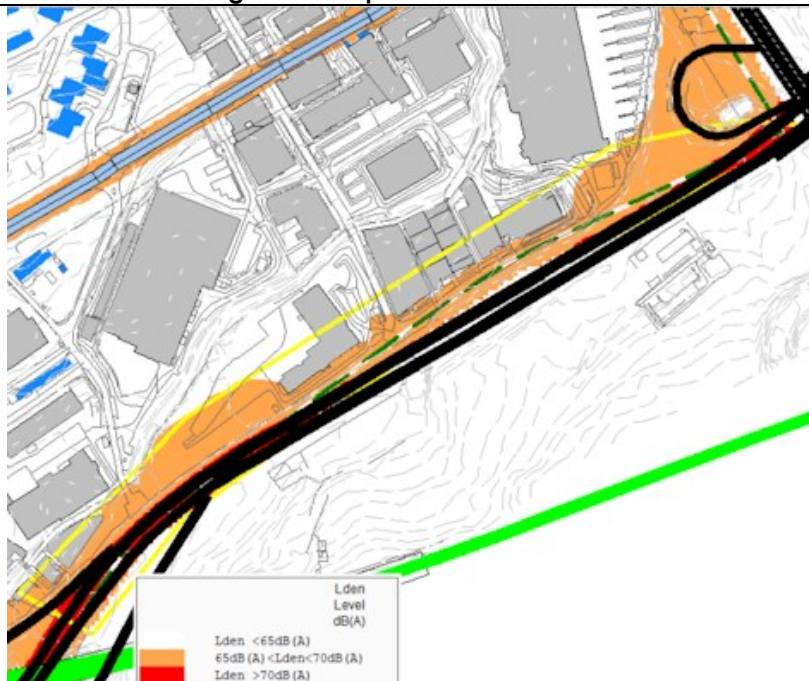 Lden
Level
dB(A)
Lden <65dB(A)
65dB(A)<Lden<70dB(A)
Lden >70dB(A)